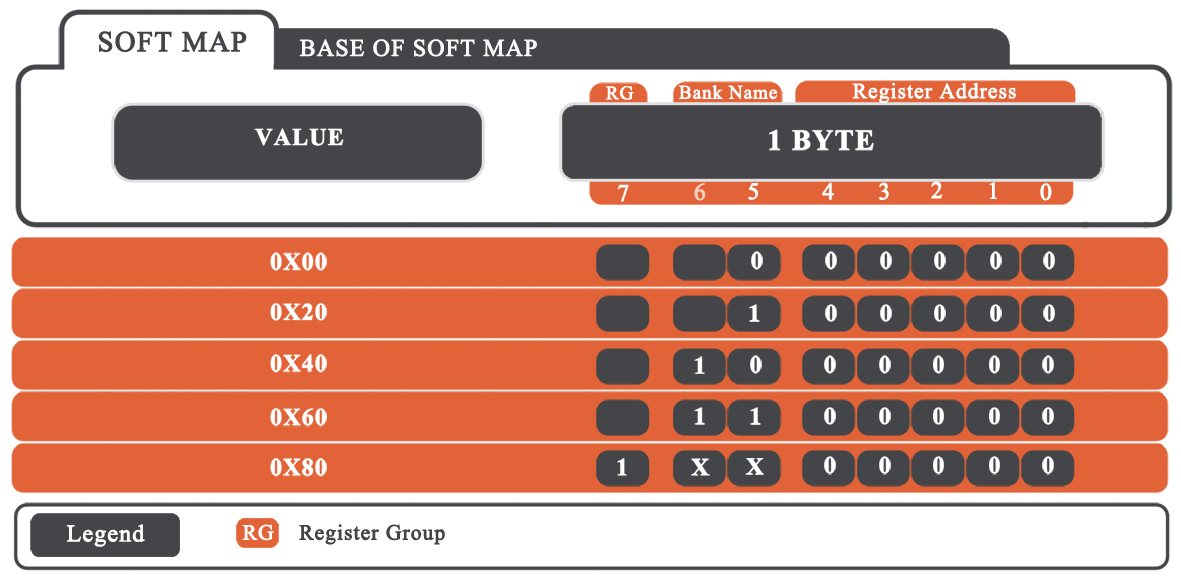 SOFT MAP
BASE OF SOFT MAP
RG Bank Name Register Address
VALUE 1 BYTE
7 6 5 4 3 2 1 0
0X00 0 0 0 0 0 0
0X20 1 0 0 0 0 0
0X40 1 0 0 0 0 0 0
0X60 1 1 0 0 0 0 0
0X80 1 X X 0 0 0 0 0
Legend RG Register Group